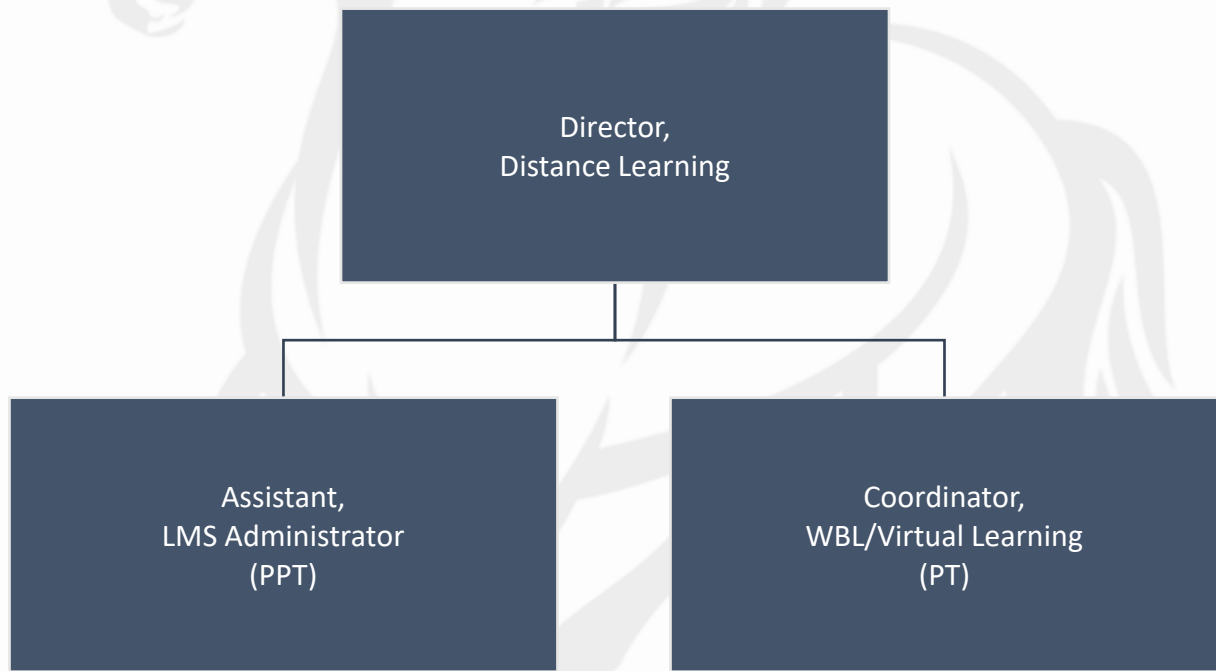 Director,
Distance Learning
Assistant,
LMS Administrator
(PPT)
Coordinator,
WBL/Virtual Learning
(PT)